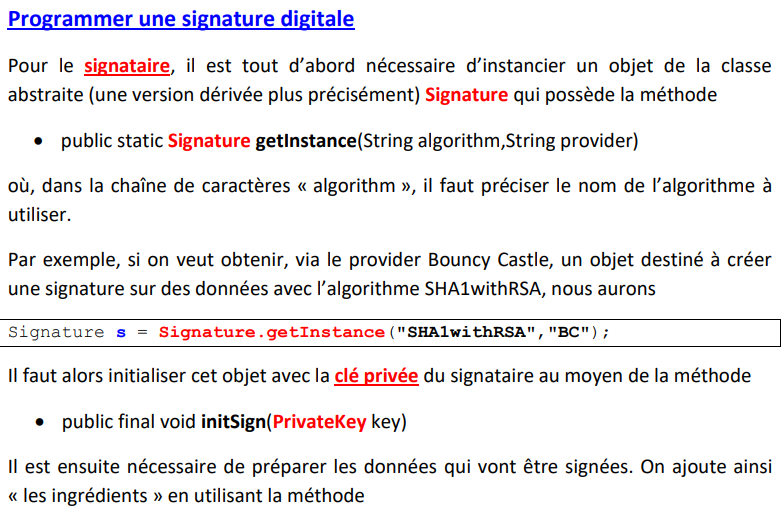 Programmer une signature digitale
Pour le signataire, il est tout d’abord nécessaire d’instancier un objet de la classe
abstraite (une version dérivée plus précisément) Signature qui possède la méthode
• public static Signature getInstance(String algorithm,String provider)
où, dans la chaîne de caractères « algorithm », il faut préciser le nom de l’algorithme à
utiliser.
Par exemple, si on veut obtenir, via le provider Bouncy Castle, un objet destiné à créer
une signature sur des données avec l’algorithme SHA1withRSA, nous aurons
Signature s = Signature.getInstance("SHA1withRSA","BC");
Il faut alors initialiser cet objet avec la clé privée du signataire au moyen de la méthode
• public final void initSign(PrivateKey key)
Il est ensuite nécessaire de préparer les données qui vont être signées. On ajoute ainsi
« les ingrédients » en utilisant la méthode